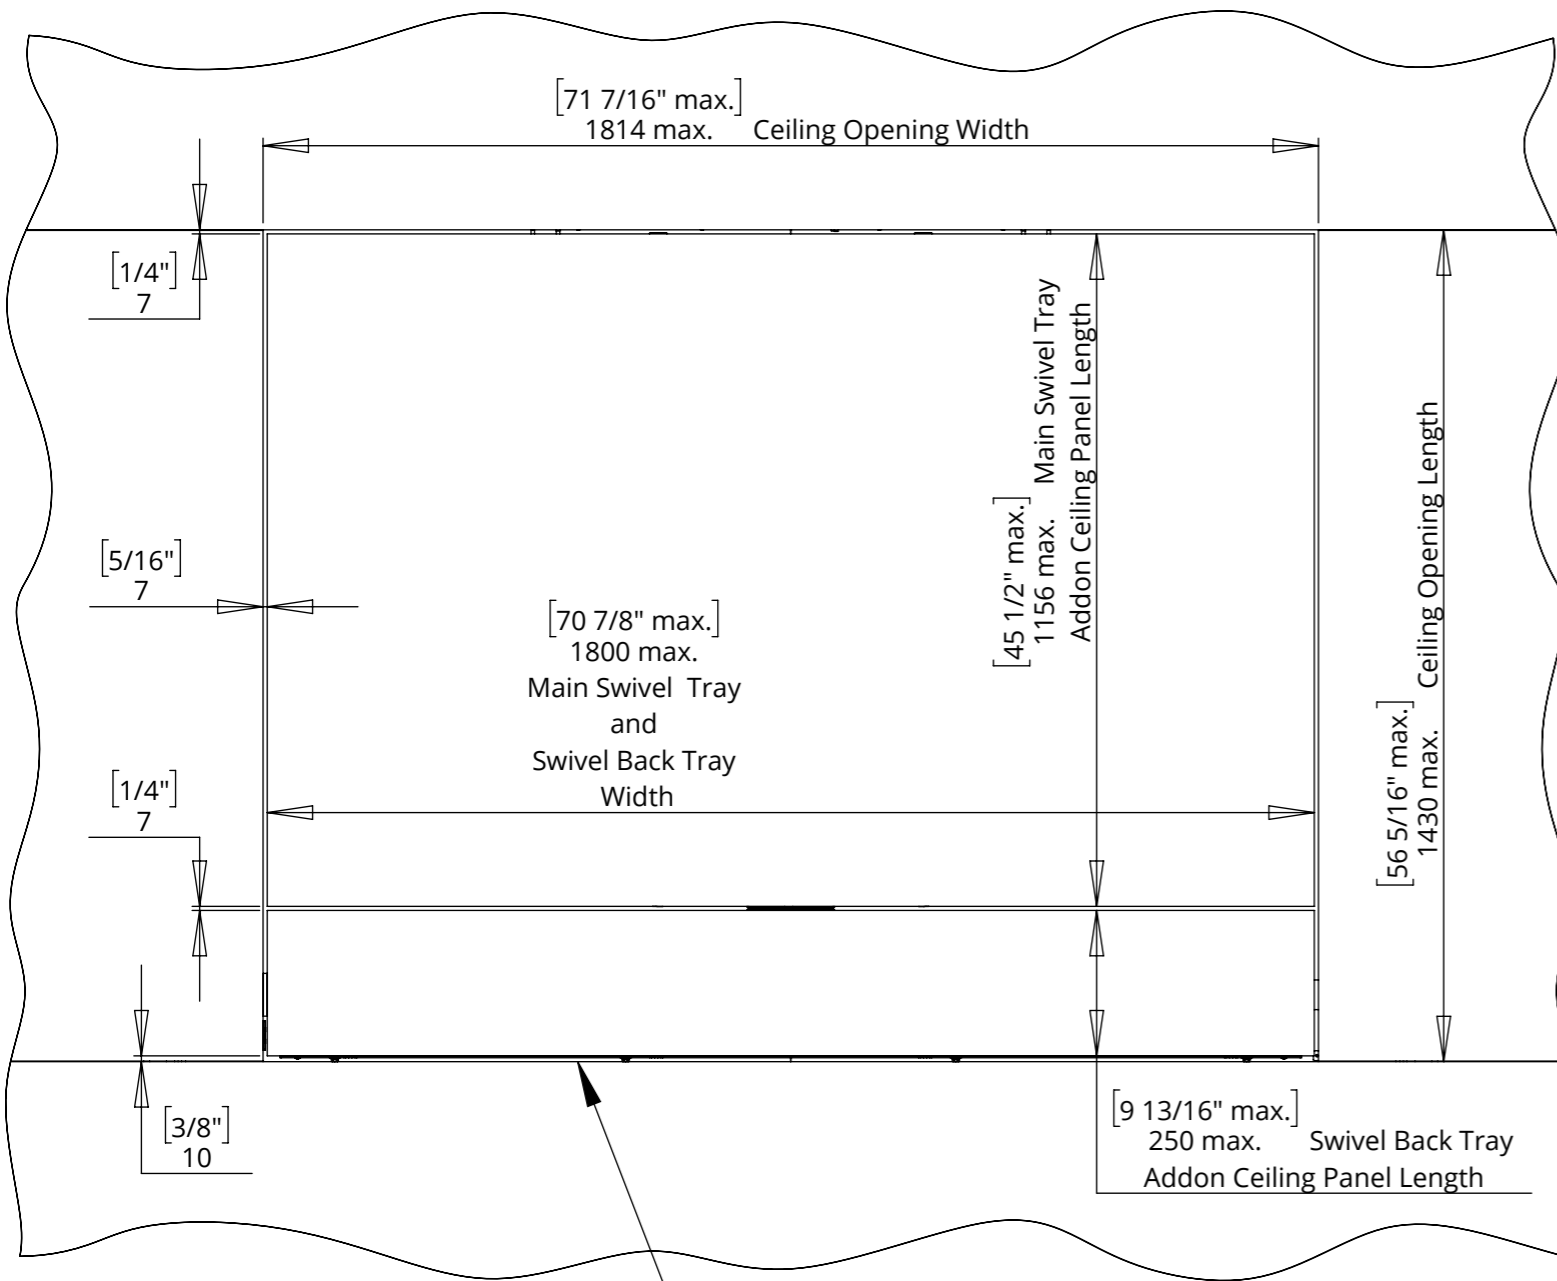 [71 7/16" max.]
1814 max. Ceiling Opening Width
[1/4"]
7
[5/16"]
7
[70 7/8" max.]
1800 max.
Main Swivel Tray
and
Swivel Back Tray
Width
[45 1/2" max.]
1156 max. Main Swivel Tray
Addon Ceiling Panel Length
[56 5/16" max.]
1430 max. Ceiling Opening Length
[1/4"]
7
[3/8"]
10
[9 13/16" max.]
250 max. Swivel Back Tray
Addon Ceiling Panel Length